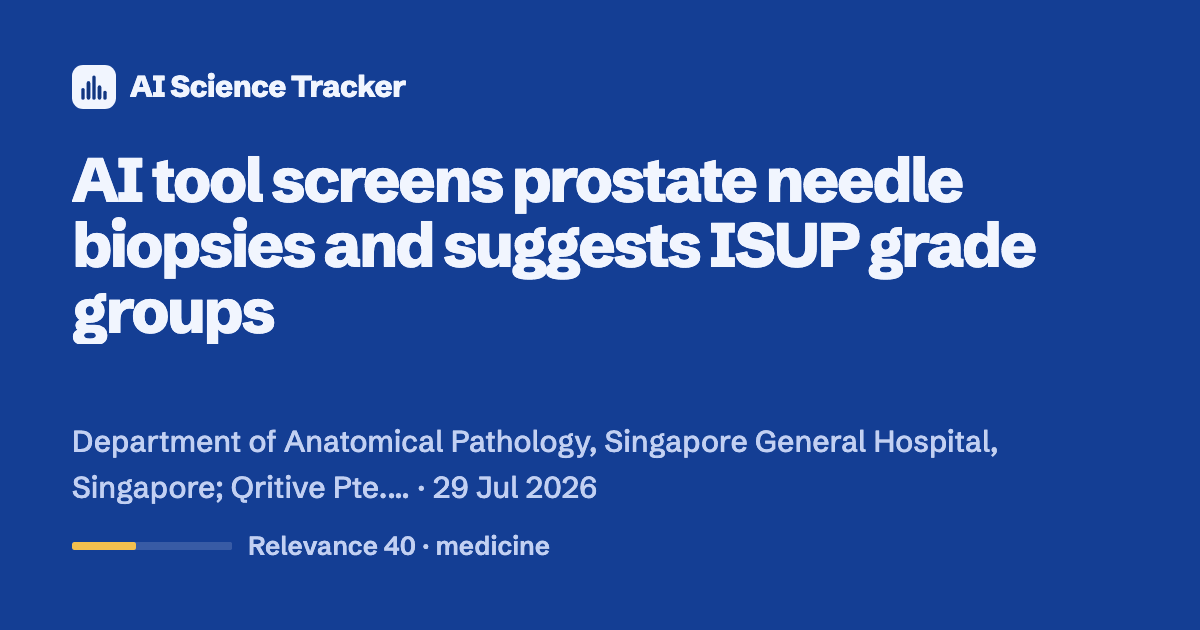 AI Science Tracker
AI tool screens prostate needle
biopsies and suggests ISUP grade
groups
Department of Anatomical Pathology, Singapore General Hospital,
Singapore; Qritive Pte.… · 29 Jul 2026
Relevance 40 · medicine